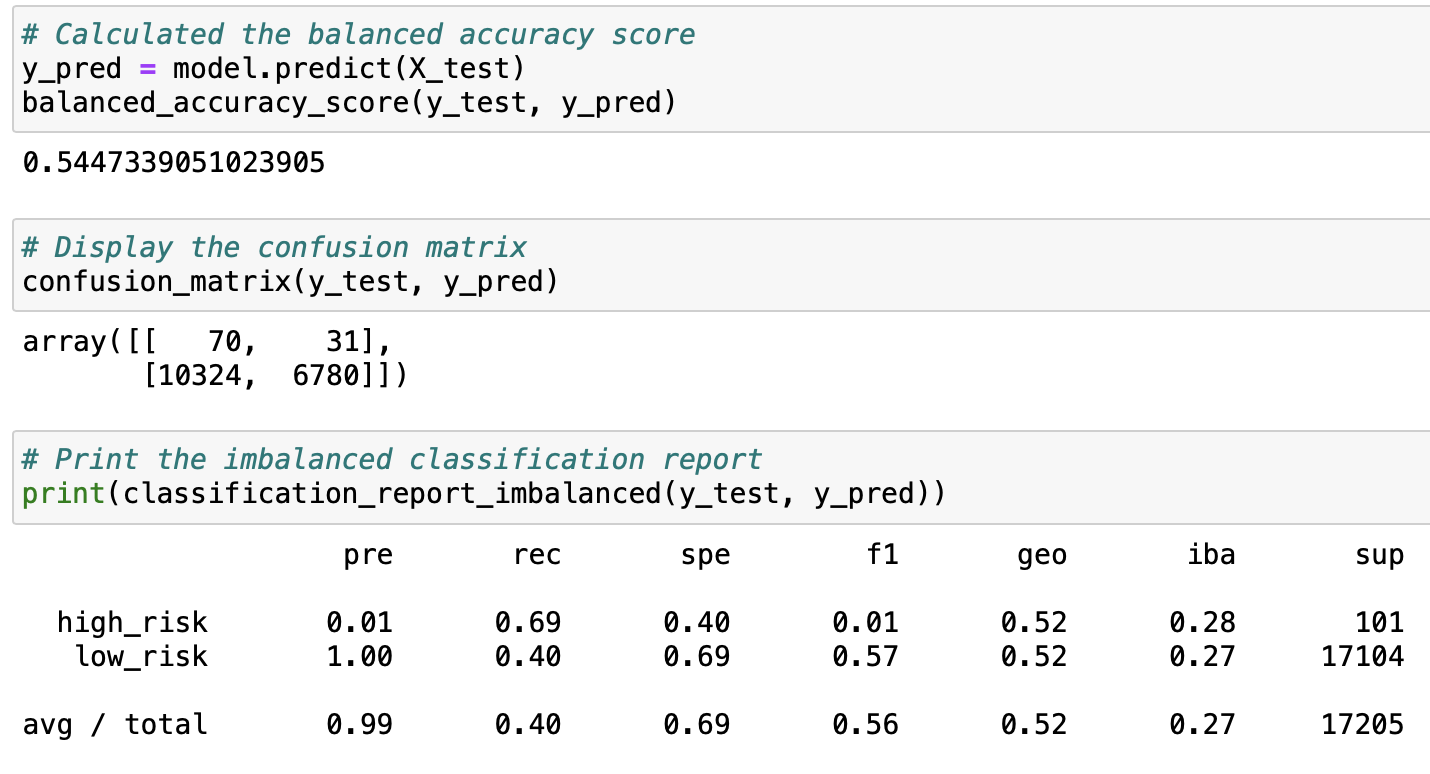 # Calculated the balanced accuracy score
y_pred = model.predict(X_test)
balanced_accuracy_score(y_test, y_pred)
0.5447339051023905
# Display the confusion matrix
confusion_matrix(y_test, y_pred)
array([[   70,    31],
       [10324,  6780]])
# Print the imbalanced classification report
print(classification_report_imbalanced(y_test, y_pred))
                   pre       rec       spe        f1       geo       iba       sup
  high_risk       0.01      0.69      0.40      0.01      0.52      0.28       101
   low_risk       1.00      0.40      0.69      0.57      0.52      0.27     17104
avg / total       0.99      0.40      0.69      0.56      0.52      0.27     17205